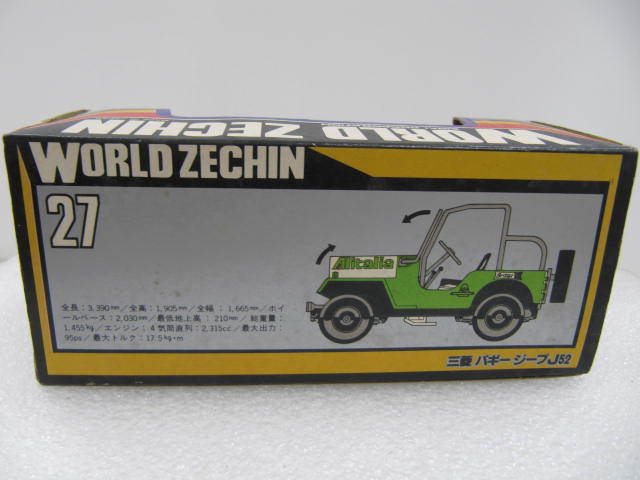 WORLD ZECHIN
WORLD ZECHIN
27
Alitalia
全長：3,390mm／全高：1,905mm／全幅：1,665mm／ホイ
ールベース：2,030mm／最低地上高：210mm／総重量：
1,455kg／エンジン：4気筒直列：2,315cc／最大出力：
95ps／最大トルク：17.5kg・m
三菱 バギー ジープJ52